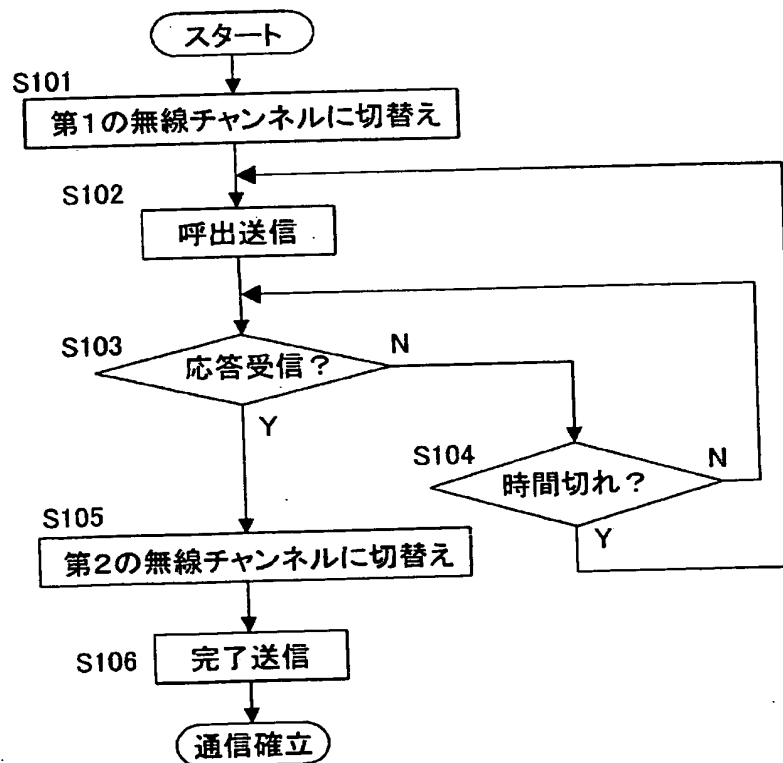 スタート
S101
第1の無線チャンネルに切替え
S102
呼出送信
S103
応答受信?
N
Y
S104
時間切れ?
N
Y
S105
第2の無線チャンネルに切替え
S106
完了送信
通信確立